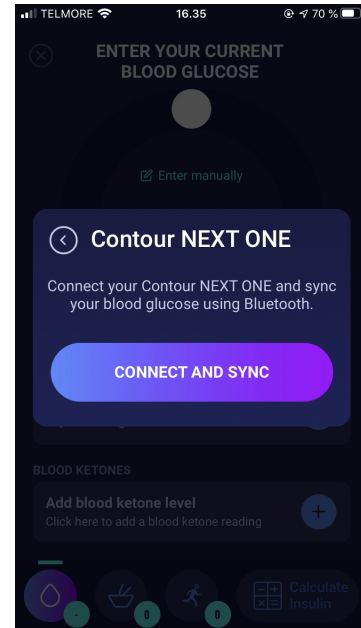 TELMORE 16.35 70 %
ENTER YOUR CURRENT
BLOOD GLUCOSE
Enter manually
Contour NEXT ONE
Connect your Contour NEXT ONE and sync
your blood glucose using Bluetooth.
CONNECT AND SYNC
BLOOD KETONES
Add blood ketone level
Click here to add a blood ketone reading
- 0 0
Calculate
Insulin